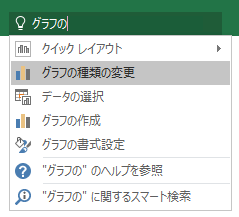 グラフの
クイック レイアウト
グラフの種類の変更
データの選択
グラフの作成
グラフの書式設定
"グラフの" のヘルプを参照
"グラフの" に関するスマート検索